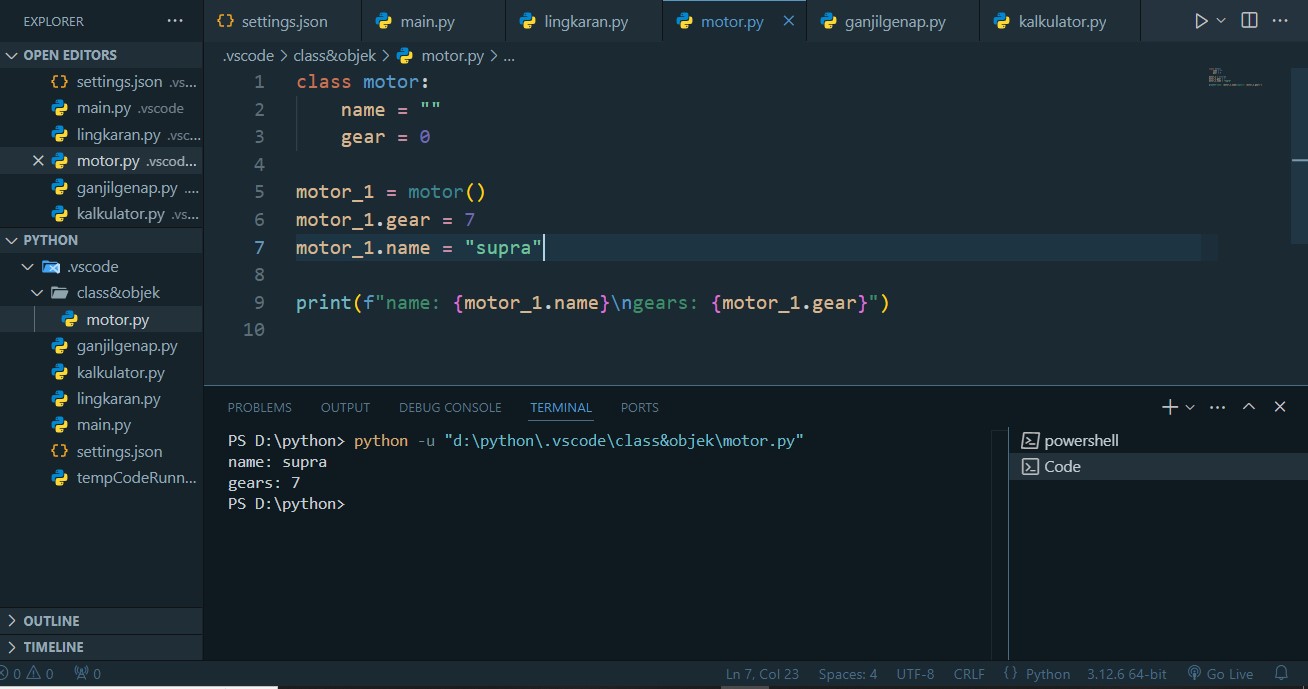 EXPLORER ...
OPEN EDITORS
settings.json .vs...
main.py .vscode
lingkaran.py .vsc...
motor.py .vscod...
ganjilgenap.py ....
kalkulator.py .vs...
PYTHON
.vscode
class&objek
motor.py
ganjilgenap.py
kalkulator.py
lingkaran.py
main.py
settings.json
tempCodeRunn...
OUTLINE
TIMELINE
settings.json main.py lingkaran.py motor.py ganjilgenap.py kalkulator.py
.vscode > class&objek > motor.py > ...
1 class motor:
2 name = ""
3 gear = 0
4
5 motor_1 = motor()
6 motor_1.gear = 7
7 motor_1.name = "supra"
8
9 print(f"name: {motor_1.name}\ngears: {motor_1.gear}")
10
PROBLEMS OUTPUT DEBUG CONSOLE TERMINAL PORTS
PS D:\python> python -u "d:\python\.vscode\class&objek\motor.py"
name: supra
gears: 7
PS D:\python>
powershell
Code
0 0 0 Ln 7, Col 23 Spaces: 4 UTF-8 CRLF {} Python 3.12.6 64-bit Go Live